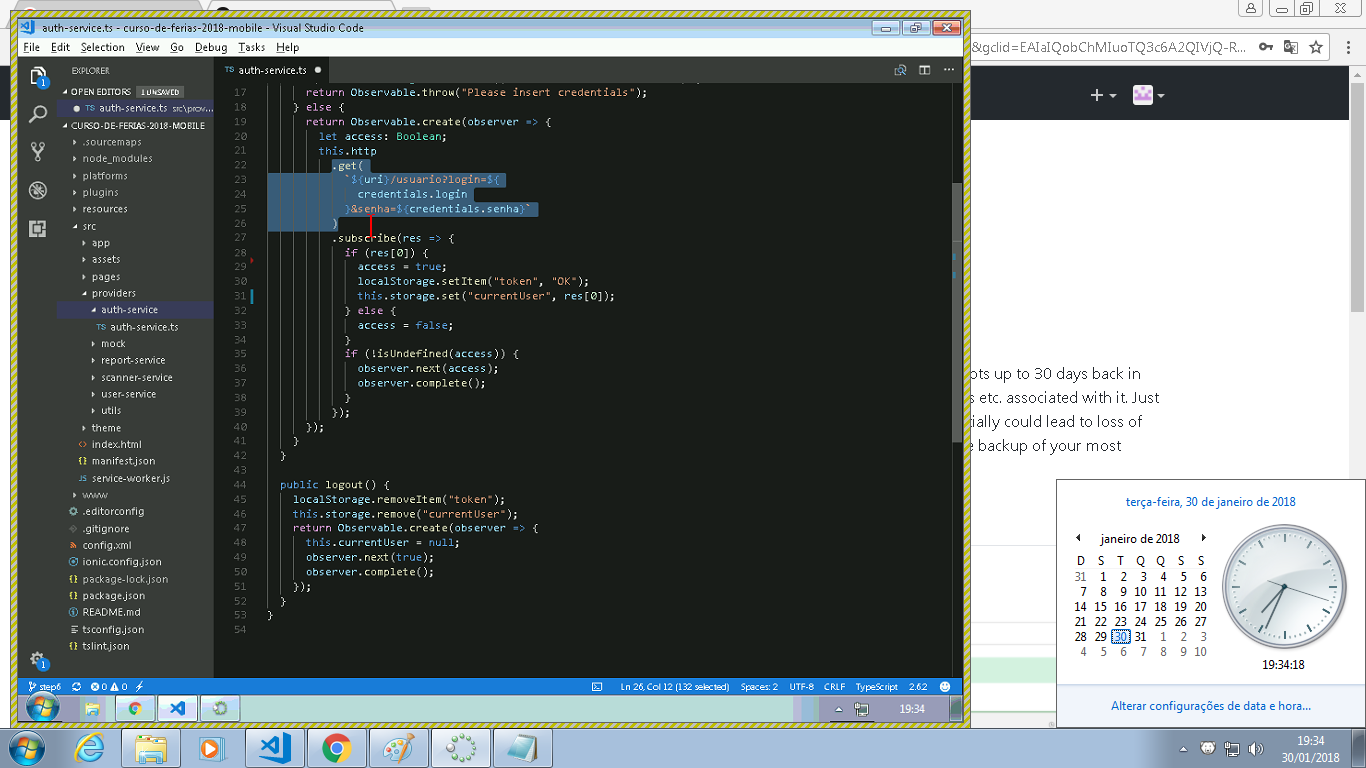 auth-service.ts - curso-de-ferias-2018-mobile - Visual Studio Code
File Edit Selection View Go Debug Tasks Help
EXPLORER
OPEN EDITORS 1 UNSAVED
TS auth-service.ts src\prov...
CURSO-DE-FERIAS-2018-MOBILE
.sourcemaps
node_modules
platforms
plugins
resources
src
app
assets
pages
providers
auth-service
TS auth-service.ts
mock
report-service
scanner-service
user-service
utils
theme
index.html
manifest.json
JS service-worker.js
www
.editorconfig
.gitignore
config.xml
ionic.config.json
package-lock.json
package.json
README.md
tsconfig.json
tslint.json
1
1
TS auth-service.ts
17 return Observable.throw("Please insert credentials");
18 } else {
19 return Observable.create(observer => {
20 let access: Boolean;
21 this.http
22 .get(
23 `${uri}/usuario?login=${
24 credentials.login
25 }&senha=${credentials.senha}`
26 )
27 .subscribe(res => {
28 if (res[0]) {
29 access = true;
30 localStorage.setItem("token", "OK");
31 this.storage.set("currentUser", res[0]);
32 } else {
33 access = false;
34 }
35 if (!isUndefined(access)) {
36 observer.next(access);
37 observer.complete();
38 }
39 });
40 });
41 }
42 }
43
44 public logout() {
45 localStorage.removeItem("token");
46 this.storage.remove("currentUser");
47 return Observable.create(observer => {
48 this.currentUser = null;
49 observer.next(true);
50 observer.complete();
51 });
52 }
53 }
54
step6 0 0 Ln 26, Col 12 (132 selected) Spaces: 2 UTF-8 CRLF TypeScript 2.6.2
19:34
&gclid=EAIaIQobChMIuoTQ3c6A2QIVjQ-R...
ots up to 30 days back in
s etc. associated with it. Just
ially could lead to loss of
e backup of your most
terça-feira, 30 de janeiro de 2018
janeiro de 2018
D S T Q Q S S
31 1 2 3 4 5 6
7 8 9 10 11 12 13
14 15 16 17 18 19 20
21 22 23 24 25 26 27
28 29 30 31 1 2 3
4 5 6 7 8 9 10
19:34:18
Alterar configurações de data e hora...
19:34
30/01/2018